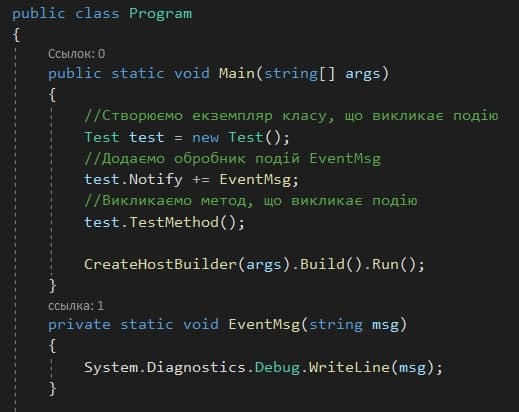 public class Program
{
Ссылок: 0
public static void Main(string[] args)
{
//Створюємо екземпляр класу, що викликає подію
Test test = new Test();
//Додаємо обробник подій EventMsg
test.Notify += EventMsg;
//Викликаємо метод, що викликає подію
test.TestMethod();
CreateHostBuilder(args).Build().Run();
}
ссылка: 1
private static void EventMsg(string msg)
{
System.Diagnostics.Debug.WriteLine(msg);
}